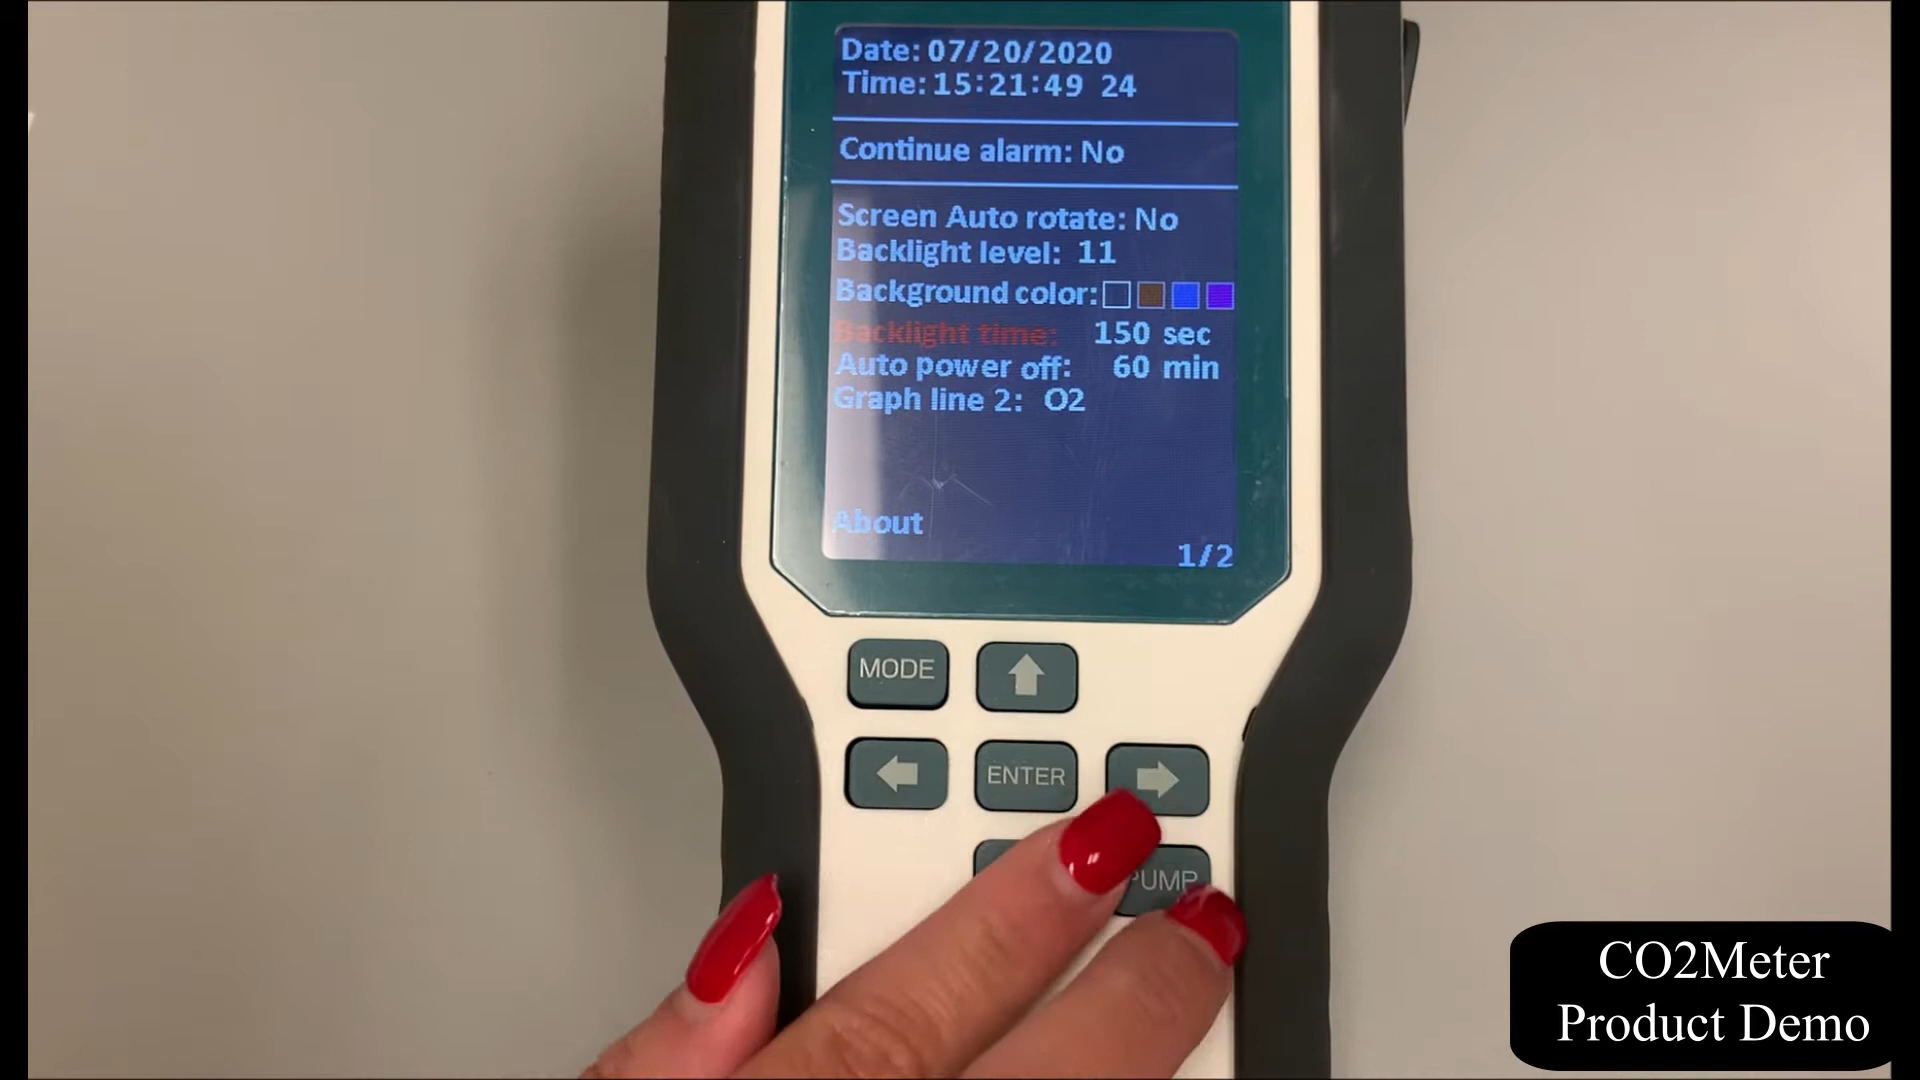 Date: 07/20/2020
Time: 15:21:49 24
Continue alarm: No
Screen Auto rotate: No
Backlight level: 11
Background color:
Backlight time: 150 sec
Auto power off: 60 min
Graph line 2: O2
About
1/2
MODE
ENTER
PUMP
CO2Meter
Product Demo